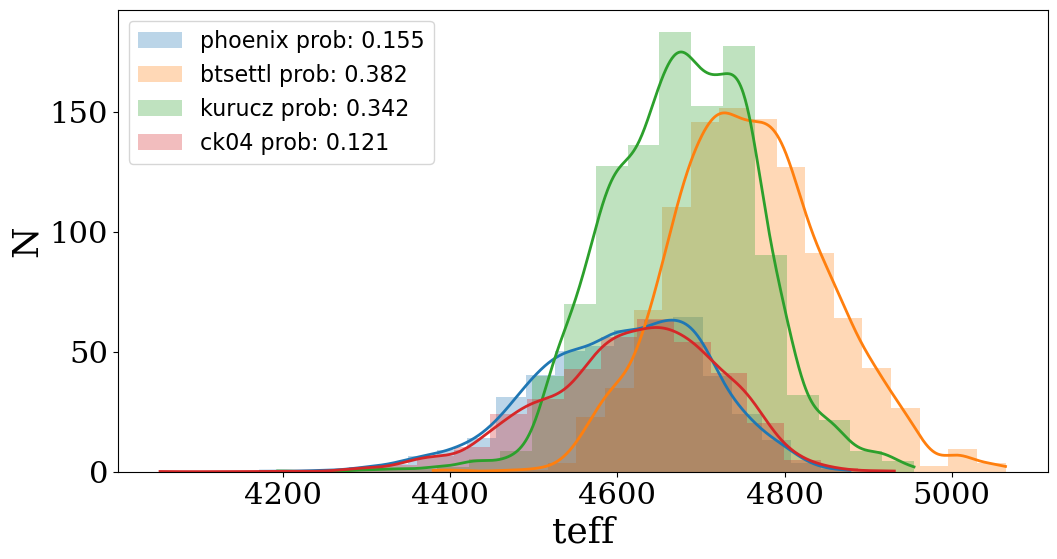 phoenix prob: 0.155
btsettl prob: 0.382
kurucz prob: 0.342
ck04 prob: 0.121
N
150
100
50
0
4200 4400 4600 4800 5000
teff